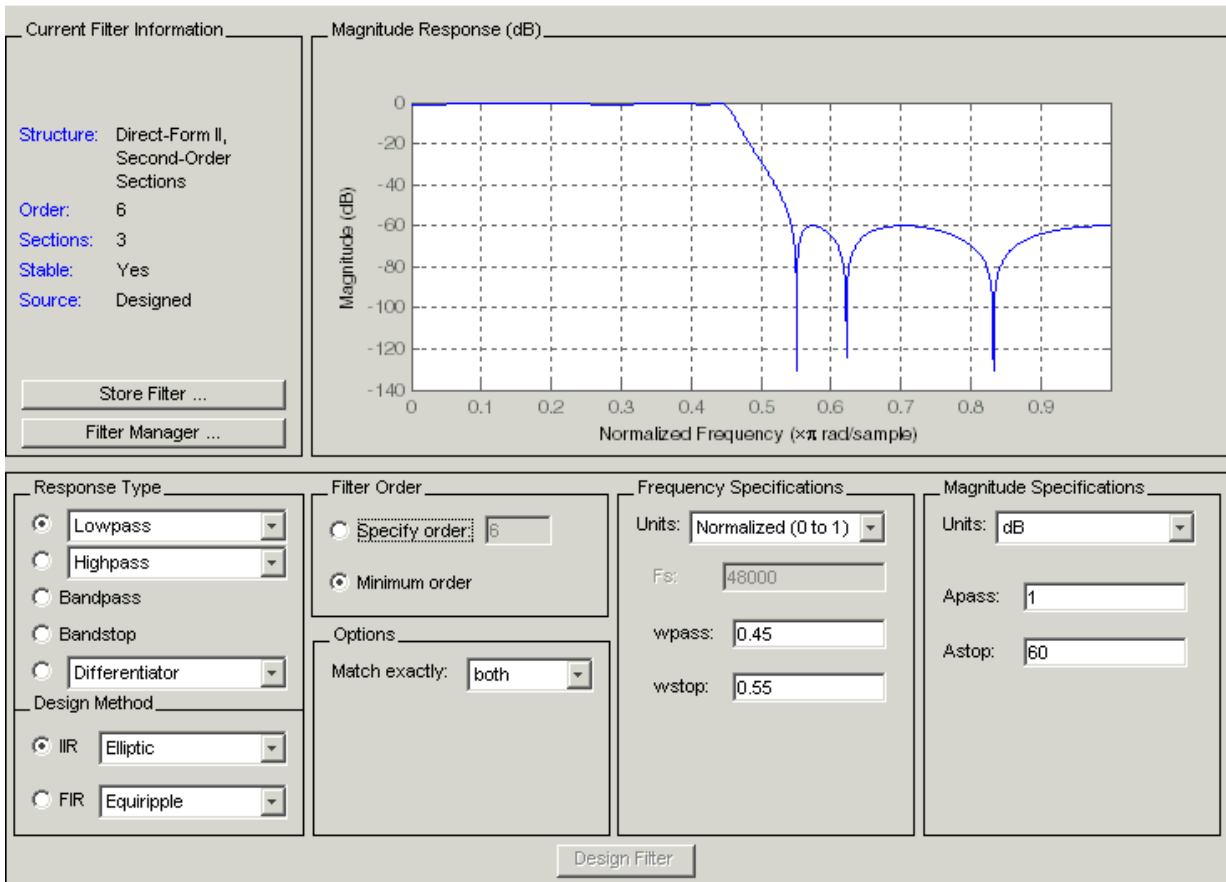 Current Filter Information
Structure: Direct-Form II,
Second-Order
Sections
Order: 6
Sections: 3
Stable: Yes
Source: Designed
Store Filter ...
Filter Manager ...
Magnitude Response (dB)
Magnitude (dB)
0
-20
-40
-60
-80
-100
-120
-140
0 0.1 0.2 0.3 0.4 0.5 0.6 0.7 0.8 0.9
Normalized Frequency (×π rad/sample)
Response Type
Lowpass
Highpass
Bandpass
Bandstop
Differentiator
Design Method
IIR Elliptic
FIR Equiripple
Filter Order
Specify order: 6
Minimum order
Options
Match exactly: both
Frequency Specifications
Units: Normalized (0 to 1)
Fs: 48000
wpass: 0.45
wstop: 0.55
Magnitude Specifications
Units: dB
Apass: 1
Astop: 60
Design Filter